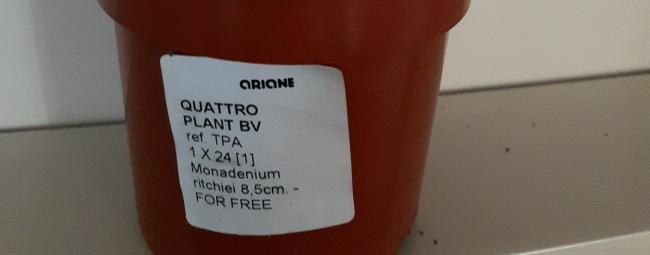 ARIANE
QUATTRO
PLANT BV
ref. TPA
1 X 24 [1]
Monadenium
ritchiei 8,5cm. -
FOR FREE